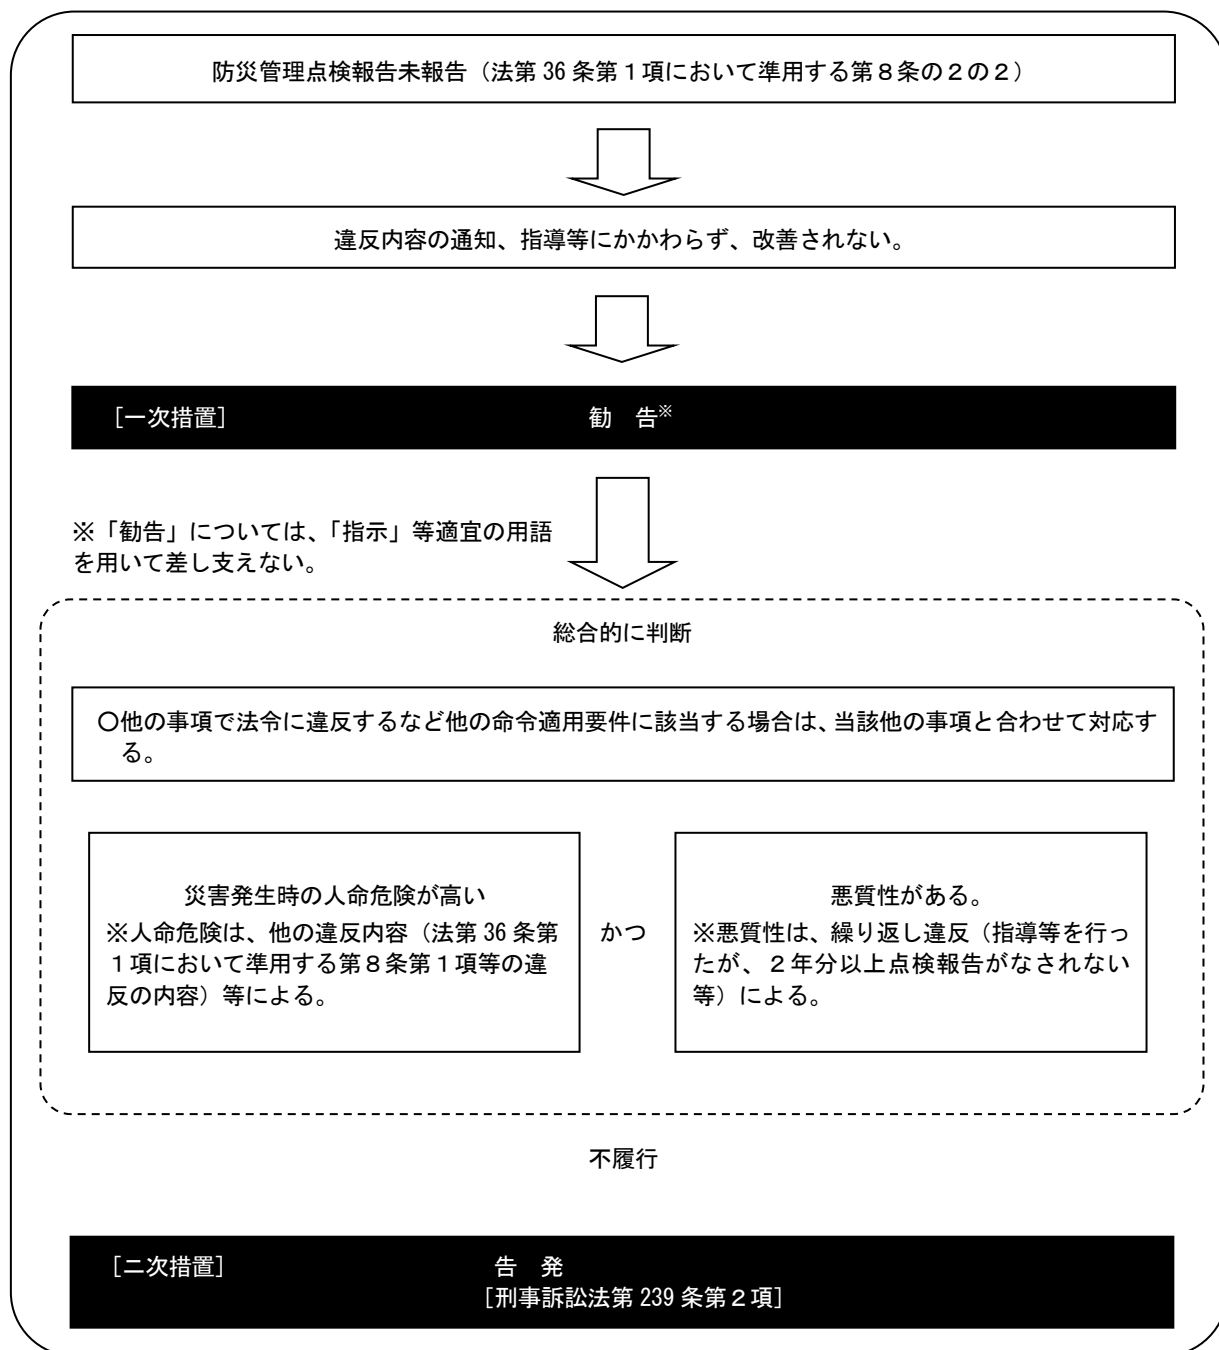 防災管理点検報告未報告（法第 36 条第１項において準用する第８条の２の２）
違反内容の通知、指導等にかかわらず、改善されない。
［一次措置］ 勧　告※
※「勧告」については、「指示」等適宜の用語
を用いて差し支えない。
総合的に判断
〇他の事項で法令に違反するなど他の命令適用要件に該当する場合は、当該他の事項と合わせて対応す
る。
災害発生時の人命危険が高い
※人命危険は、他の違反内容（法第 36 条第
１項において準用する第８条第１項等の違
反の内容）等による。
かつ
悪質性がある。
※悪質性は、繰り返し違反（指導等を行っ
たが、２年分以上点検報告がなされない
等）による。
不履行
［二次措置］ 告　発
［刑事訴訟法第 239 条第２項］